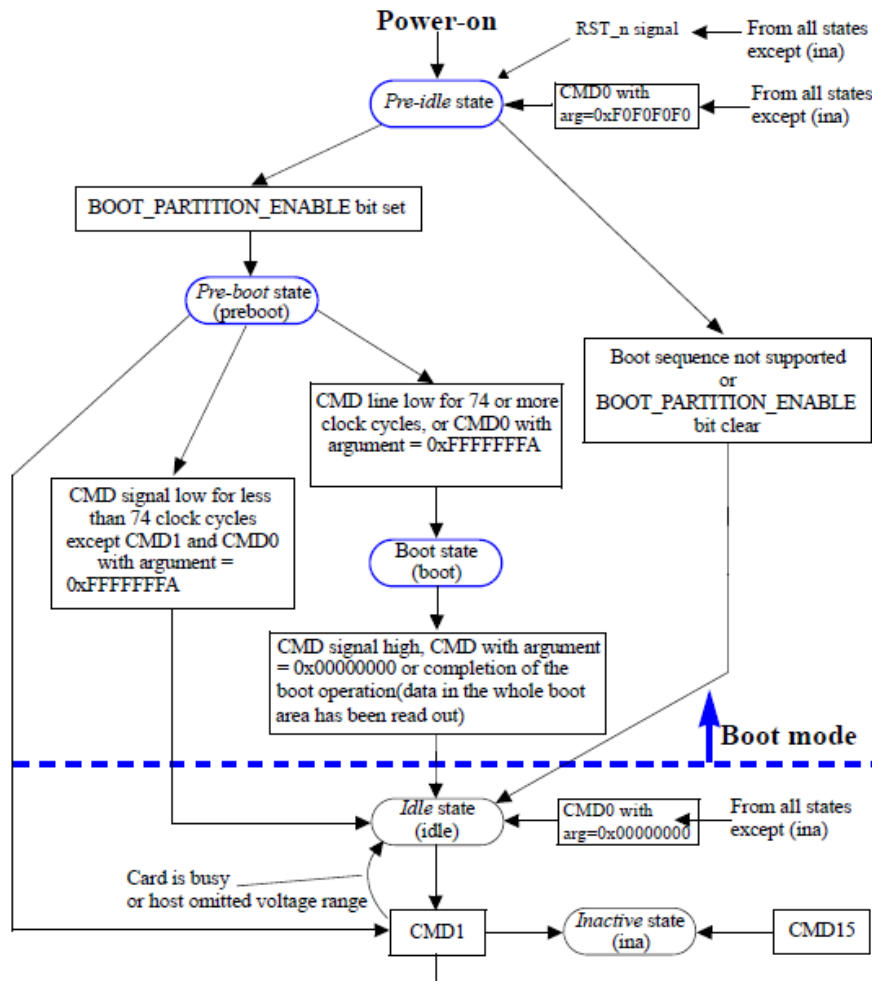 Power-on
RST_n signal
From all states
except (ina)
Pre-idle state
CMD0 with
arg=0xF0F0F0F0
From all states
except (ina)
BOOT_PARTITION_ENABLE bit set
Pre-boot state
(preboot)
Boot sequence not supported
or
BOOT_PARTITION_ENABLE
bit clear
CMD line low for 74 or more
clock cycles, or CMD0 with
argument = 0xFFFFFFFA
CMD signal low for less
than 74 clock cycles
except CMD1 and CMD0
with argument =
0xFFFFFFFA
Boot state
(boot)
CMD signal high, CMD with argument
= 0x00000000 or completion of the
boot operation(data in the whole boot
area has been read out)
Boot mode
Idle state
(idle)
CMD0 with
arg=0x00000000
From all states
except (ina)
Card is busy
or host omitted voltage range
CMD1
Inactive state
(ina)
CMD15